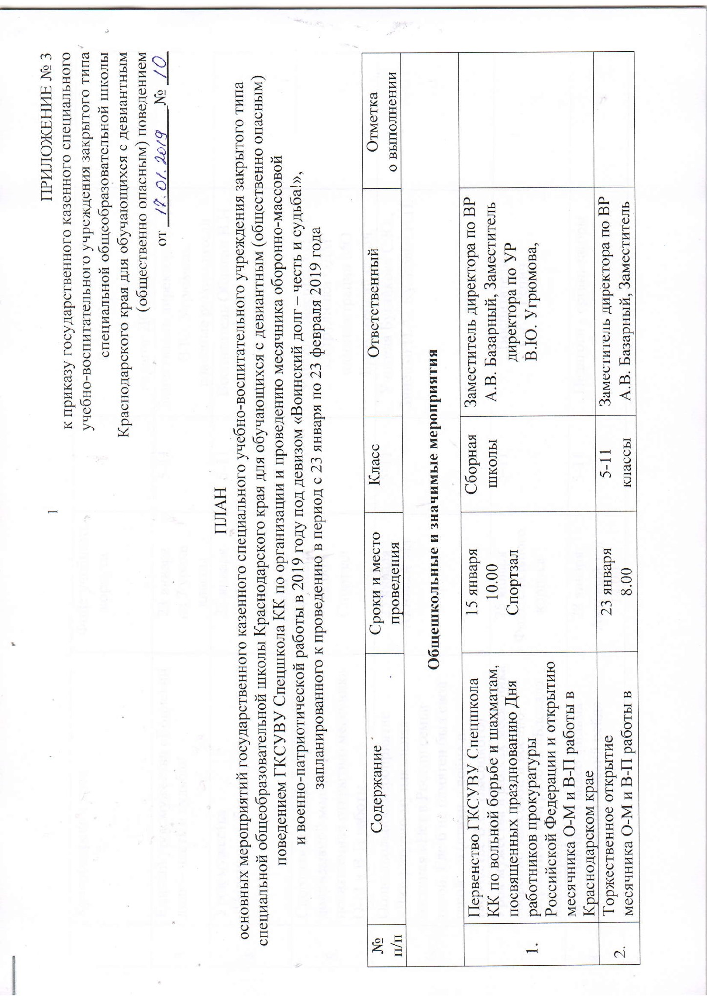 1
ПРИЛОЖЕНИЕ № 3
к приказу государственного казенного специального
учебно-воспитательного учреждения закрытого типа
специальной общеобразовательной школы
Краснодарского края для обучающихся с девиантным
(общественно опасным) поведением
от 17.01.2019 № 10
ПЛАН
основных мероприятий государственного казенного специального учебно-воспитательного учреждения закрытого типа
специальной общеобразовательной школы Краснодарского края для обучающихся с девиантным (общественно опасным)
поведением ГКСУВУ Спецшкола КК по организации и проведению месячника оборонно-массовой
и военно-патриотической работы в 2019 году под девизом «Воинский долг – честь и судьба!»,
запланированного к проведению в период с 23 января по 23 февраля 2019 года
№
п/п
Содержание
Сроки и место
проведения
Класс
Ответственный
Отметка
о выполнении
Общешкольные и значимые мероприятия
1.
Первенство ГКСУВУ Спецшкола
КК по вольной борьбе и шахматам,
посвященных празднованию Дня
работников прокуратуры
Российской Федерации и открытию
месячника О-М и В-П работы в
Краснодарском крае
15 января
10.00
Спортзал
Сборная
школы
Заместитель директора по ВР
А.В. Базарный, Заместитель
директора по УР
В.Ю. Угрюмова,
2.
Торжественное открытие
месячника О-М и В-П работы в
23 января
8.00
5-11
классы
Заместитель директора по ВР
А.В. Базарный, Заместитель